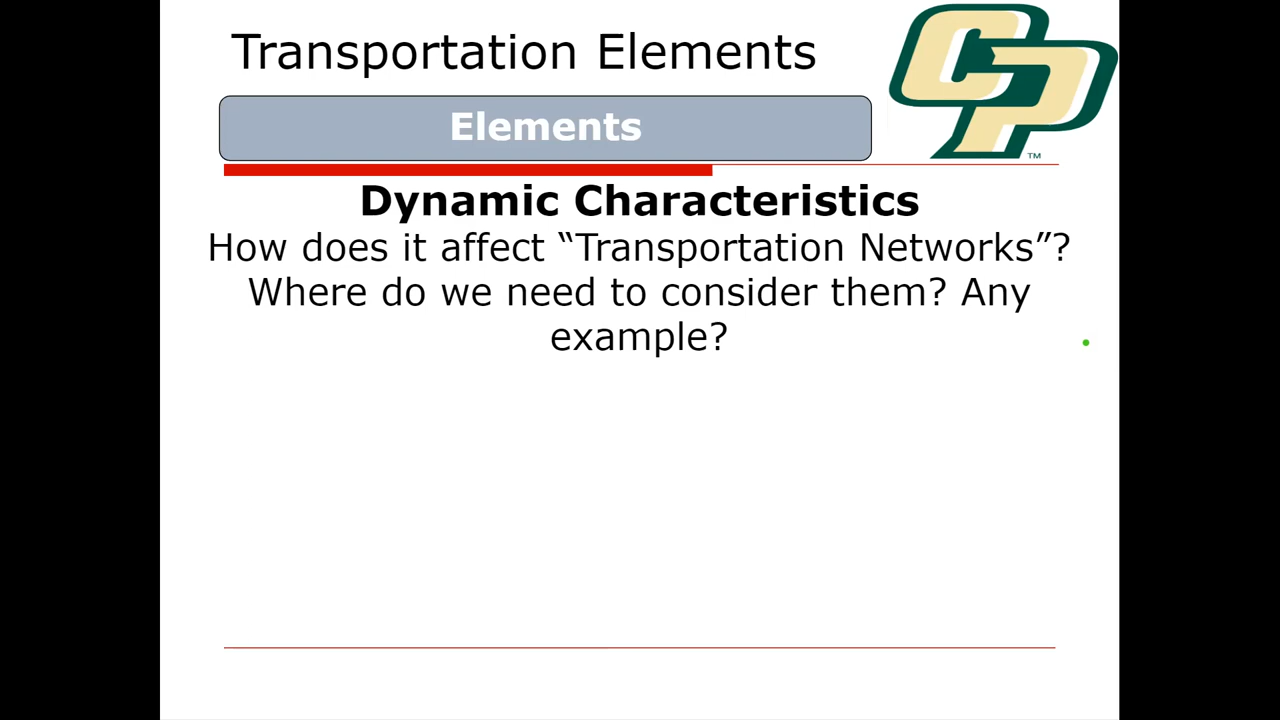 Transportation Elements
CP
TM
Elements
Dynamic Characteristics
How does it affect “Transportation Networks”?
Where do we need to consider them? Any
example?